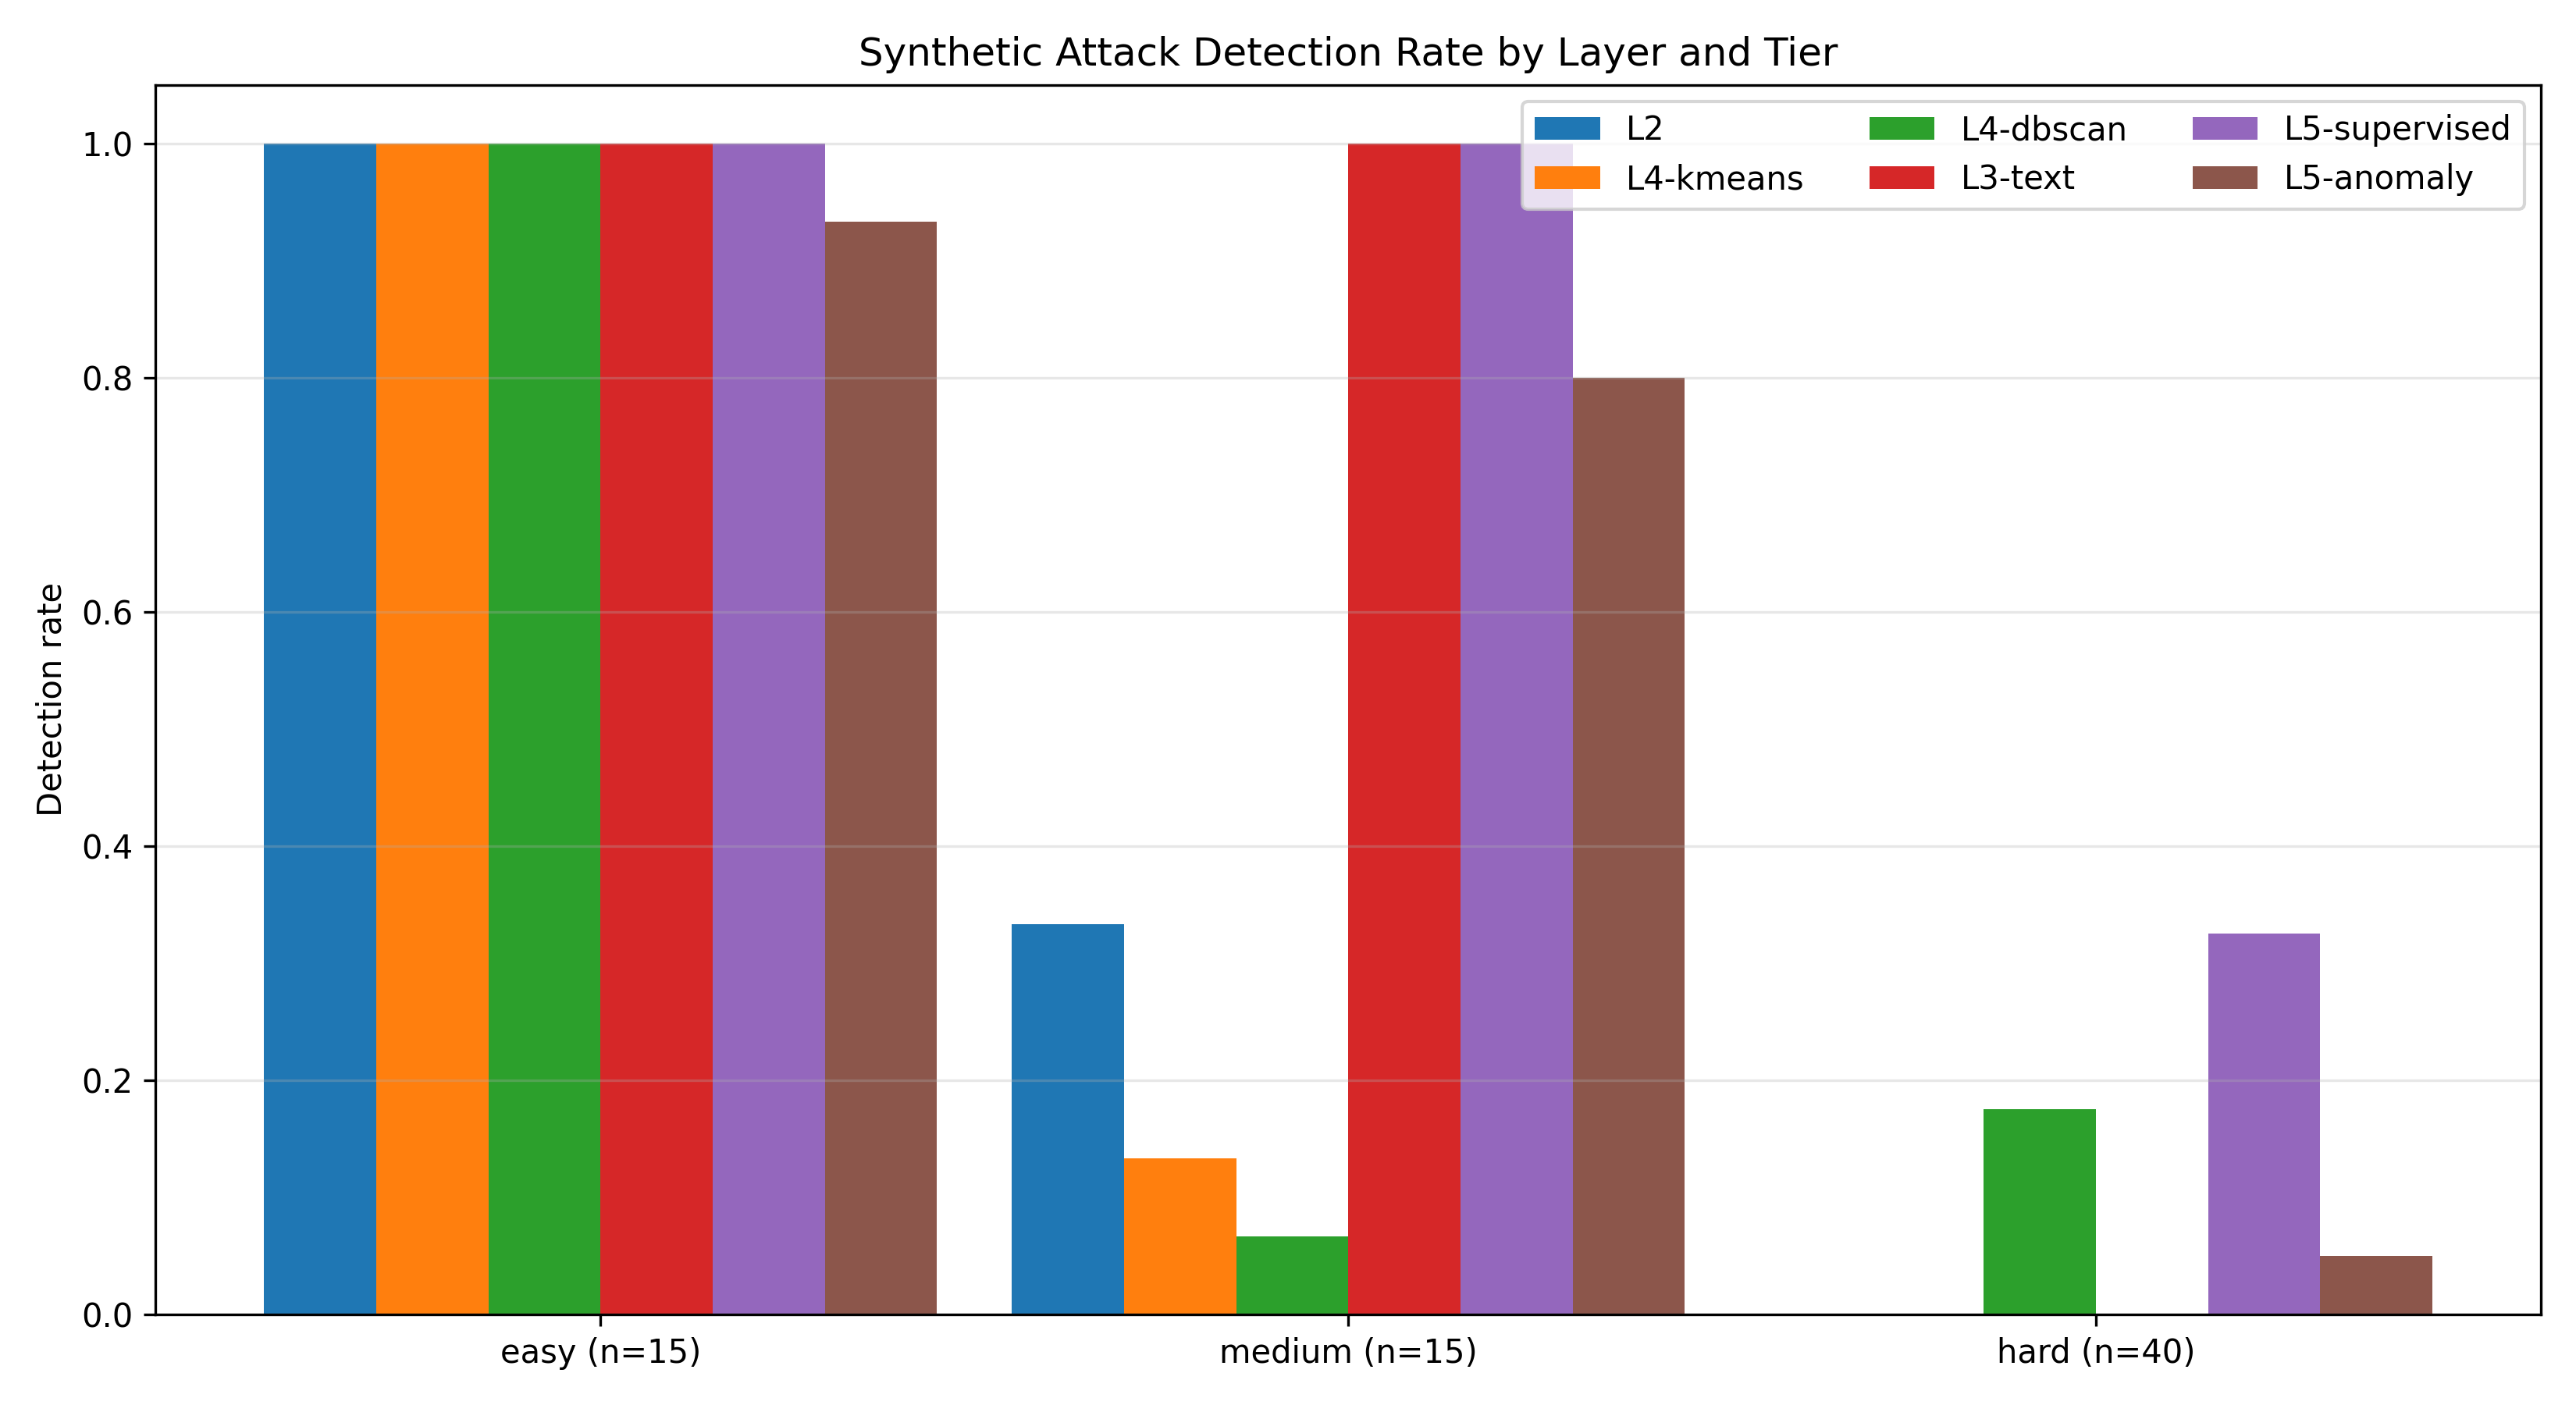 Synthetic Attack Detection Rate by Layer and Tier
L2
L4-kmeans
L4-dbscan
L3-text
L5-supervised
L5-anomaly
Detection rate
1.0
0.8
0.6
0.4
0.2
0.0
easy (n=15)
medium (n=15)
hard (n=40)